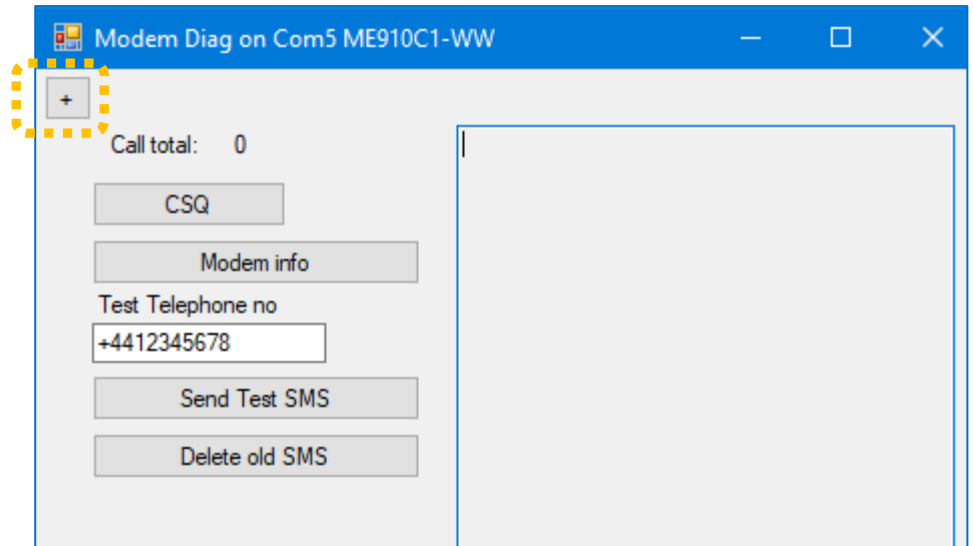 Modem Diag on Com5 ME910C1-WW
+
Call total: 0
CSQ
Modem info
Test Telephone no
+4412345678
Send Test SMS
Delete old SMS